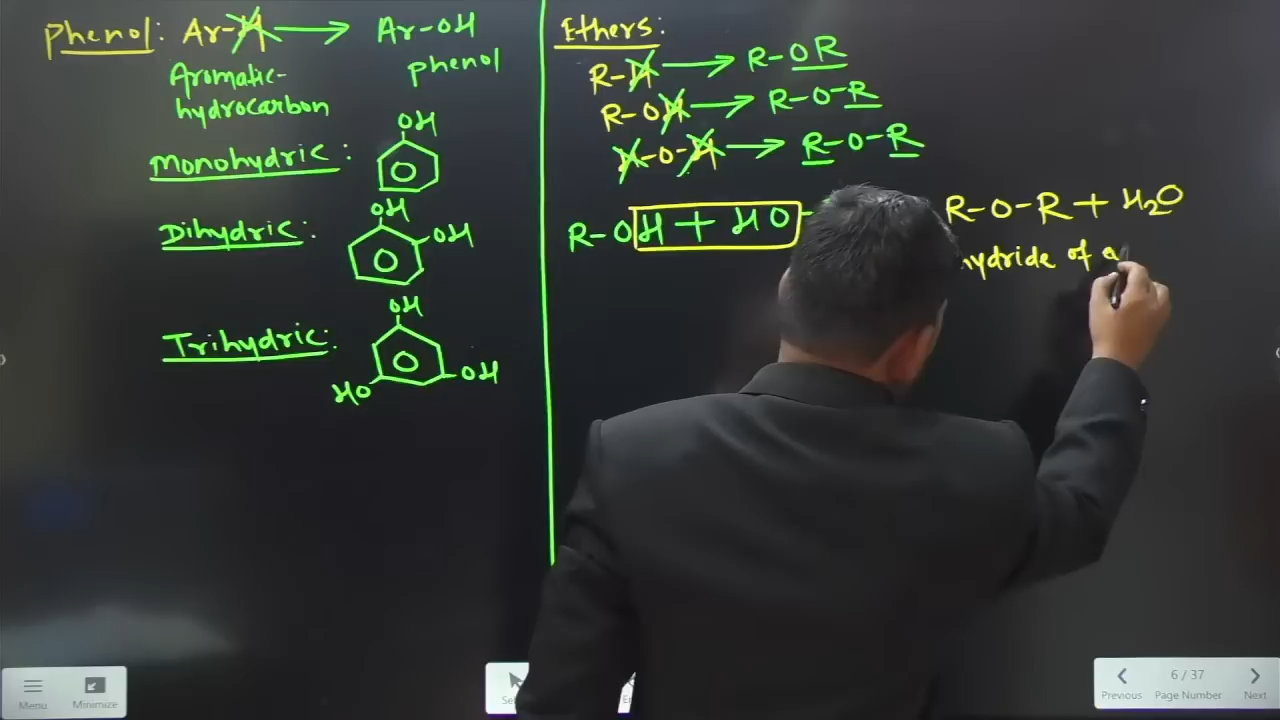 Phenol: Ar-H → Ar-OH
Aromatic-
hydrocarbon
phenol
Monohydric:
OH
Dihydric:
OH
OH
Trihydric:
OH
HO
OH
Ethers:
R-H → R-OR
R-OH → R-O-R
H-O-H → R-O-R
R-OH + HO-
R-O-R + H2O
hydride of a
Menu
Minimize
6 / 37
Previous
Page Number
Next